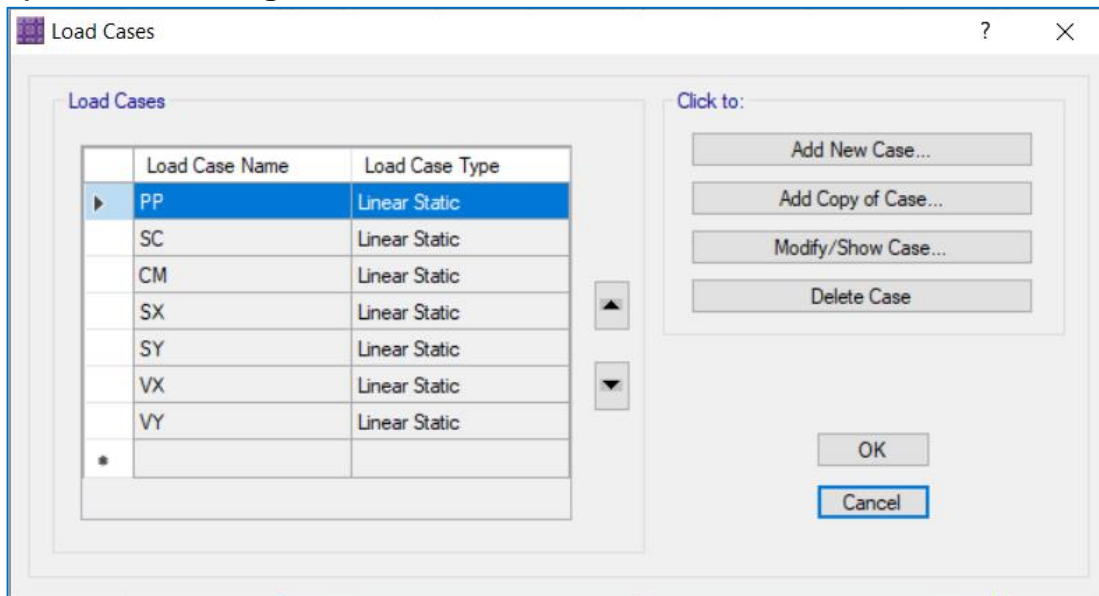 Load Cases ?
Load Cases
Click to:
Load Case Name Load Case Type
PP Linear Static
SC Linear Static
CM Linear Static
SX Linear Static
SY Linear Static
VX Linear Static
VY Linear Static
*
Add New Case...
Add Copy of Case...
Modify/Show Case...
Delete Case
OK
Cancel